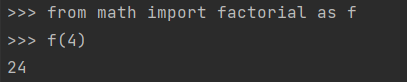 >>> from math import factorial as f
>>> f(4)
24